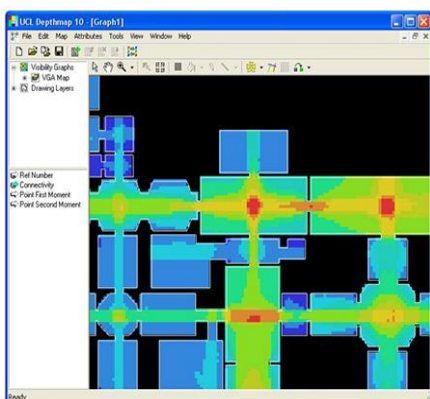 UCL Depthmap 10 - [Graph1]
File Edit Map Attributes Tools View Window Help
Visibility Graphs
VGA Map
Drawing Layers
Ref Number
Connectivity
Point First Moment
Point Second Moment
Ready